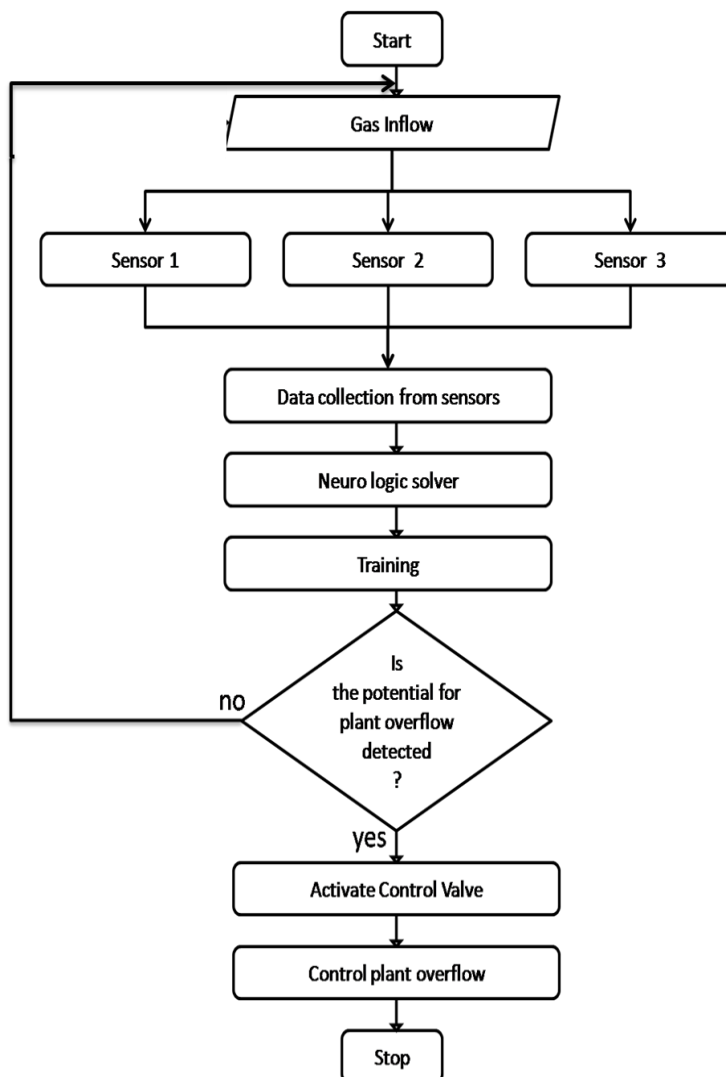 Start
Gas Inflow
Sensor 1
Sensor 2
Sensor 3
Data collection from sensors
Neuro logic solver
Training
Is
the potential for
plant overflow
detected
?
no
yes
Activate Control Valve
Control plant overflow
Stop